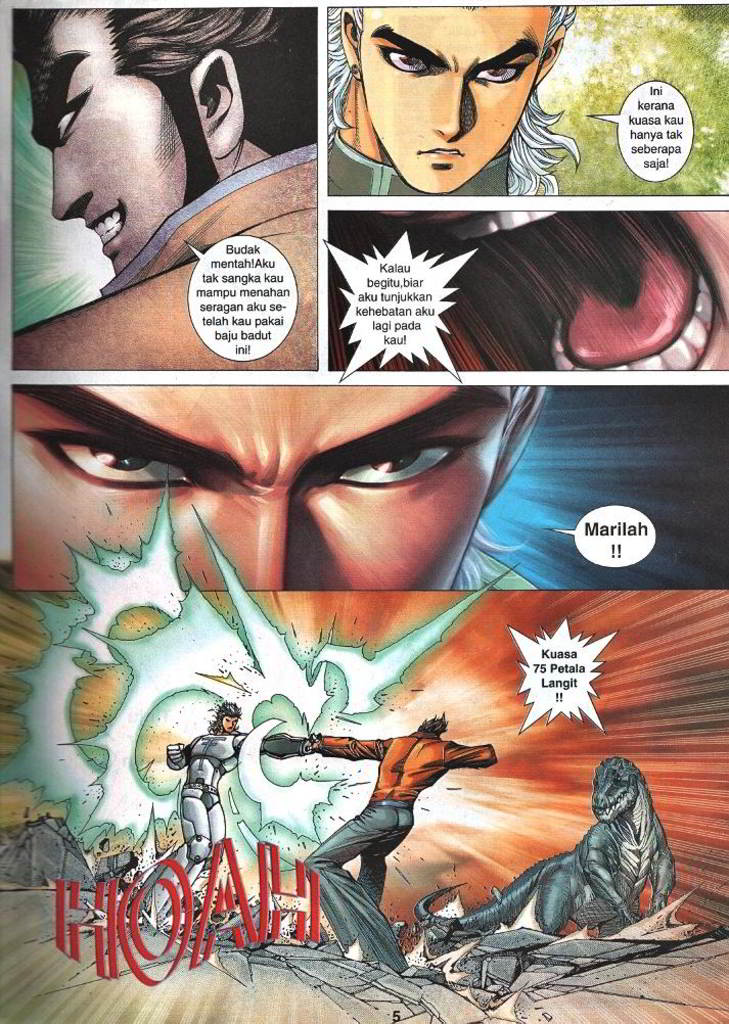 Budak
mentah!Aku
tak sangka kau
mampu menahan
seragan aku se-
telah kau pakai
baju badut
ini!
Ini
kerana
kuasa kau
hanya tak
seberapa
saja!
Kalau
begitu,biar
aku tunjukkan
kehebatan aku
lagi pada
kau!
Marilah
!!
Kuasa
75 Petala
Langit
!!
HOAH
5